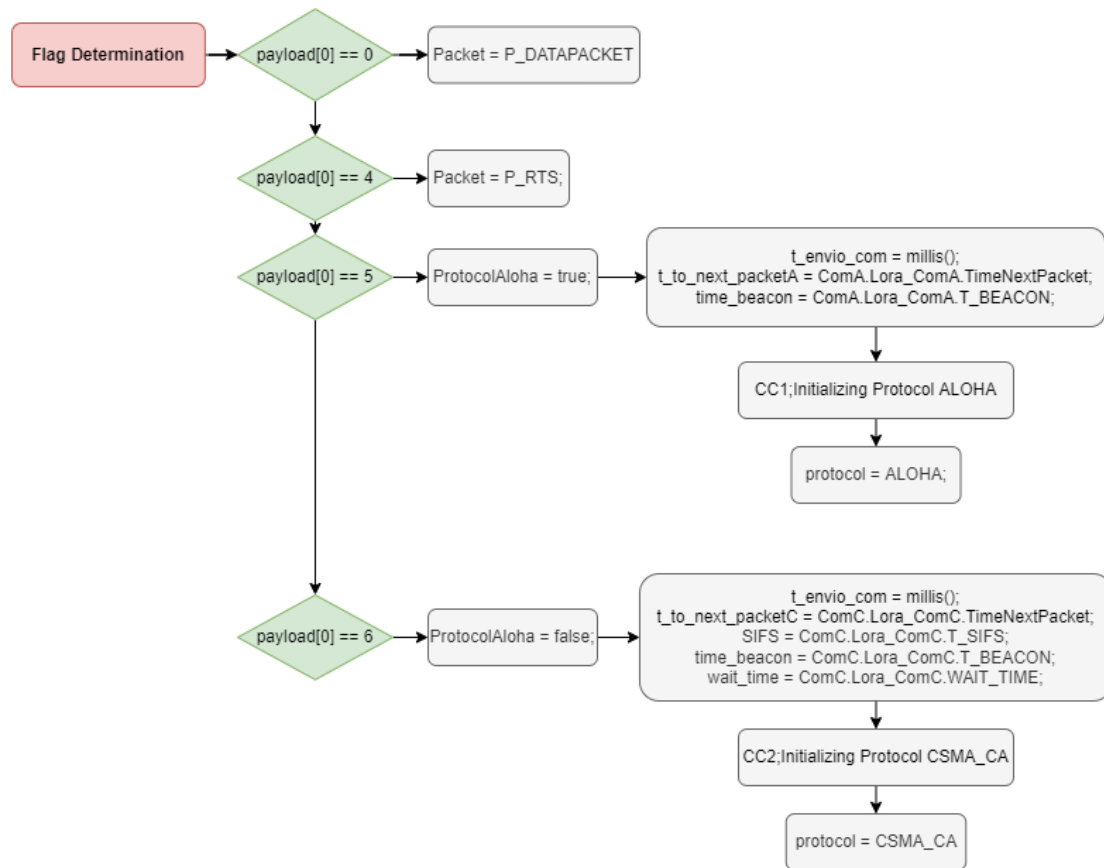 Flag Determination
payload[0] == 0
Packet = P_DATAPACKET
payload[0] == 4
Packet = P_RTS;
payload[0] == 5
ProtocolAloha = true;
t_envio_com = millis();
t_to_next_packetA = ComA.Lora_ComA.TimeNextPacket;
time_beacon = ComA.Lora_ComA.T_BEACON;
CC1;Initializing Protocol ALOHA
protocol = ALOHA;
payload[0] == 6
ProtocolAloha = false;
t_envio_com = millis();
t_to_next_packetC = ComC.Lora_ComC.TimeNextPacket;
SIFS = ComC.Lora_ComC.T_SIFS;
time_beacon = ComC.Lora_ComC.T_BEACON;
wait_time = ComC.Lora_ComC.WAIT_TIME;
CC2;Initializing Protocol CSMA_CA
protocol = CSMA_CA